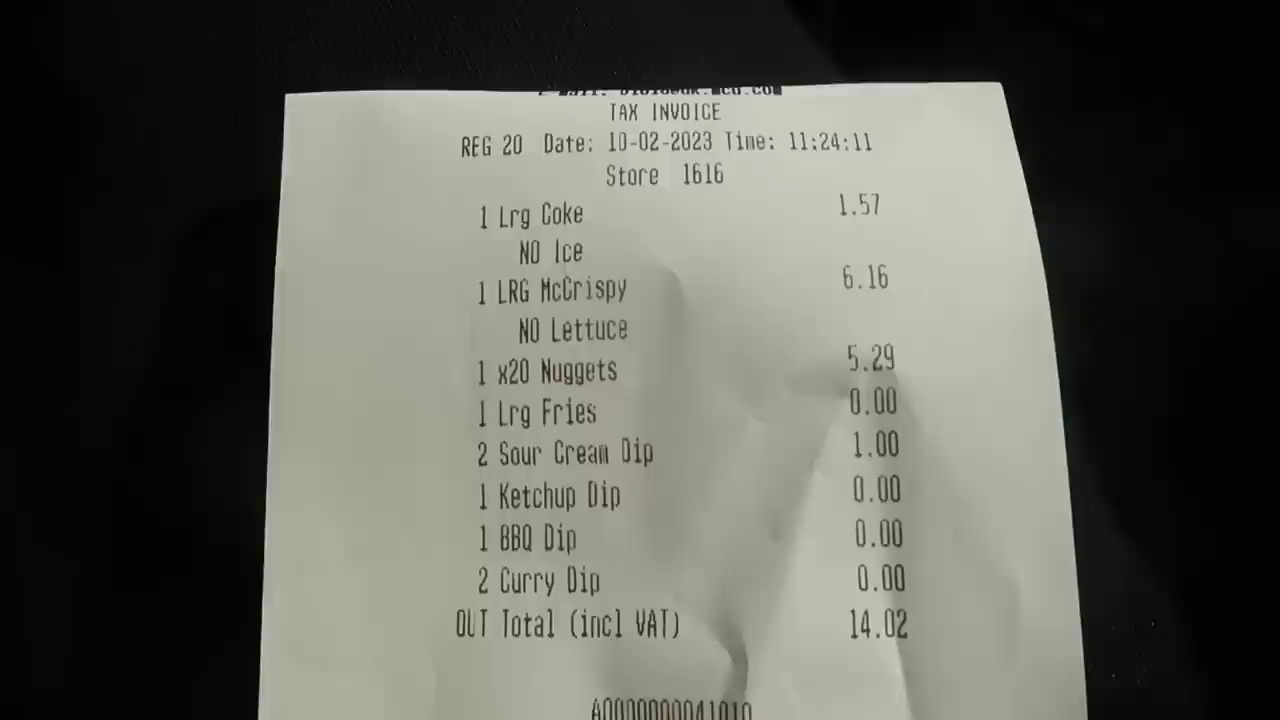 TAX INVOICE
REG 20 Date: 10-02-2023 Time: 11:24:11
Store 1616
1 Lrg Coke 1.57
NO Ice
1 LRG McCrispy 6.16
NO Lettuce
1 x20 Nuggets 5.29
1 Lrg Fries 0.00
2 Sour Cream Dip 1.00
1 Ketchup Dip 0.00
1 BBQ Dip 0.00
2 Curry Dip 0.00
OUT Total (incl VAT) 14.02